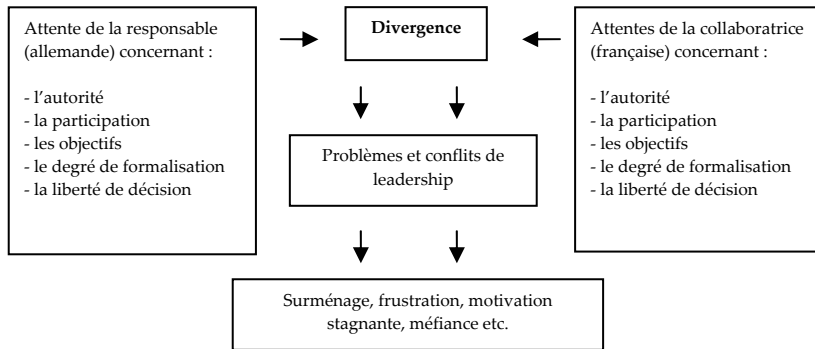 Attente de la responsable
(allemande) concernant :
- l’autorité
- la participation
- les objectifs
- le degré de formalisation
- la liberté de décision
Divergence
Problèmes et conflits de
leadership
Surménage, frustration, motivation
stagnante, méfiance etc.
Attentes de la collaboratrice
(française) concernant :
- l’autorité
- la participation
- les objectifs
- le degré de formalisation
- la liberté de décision